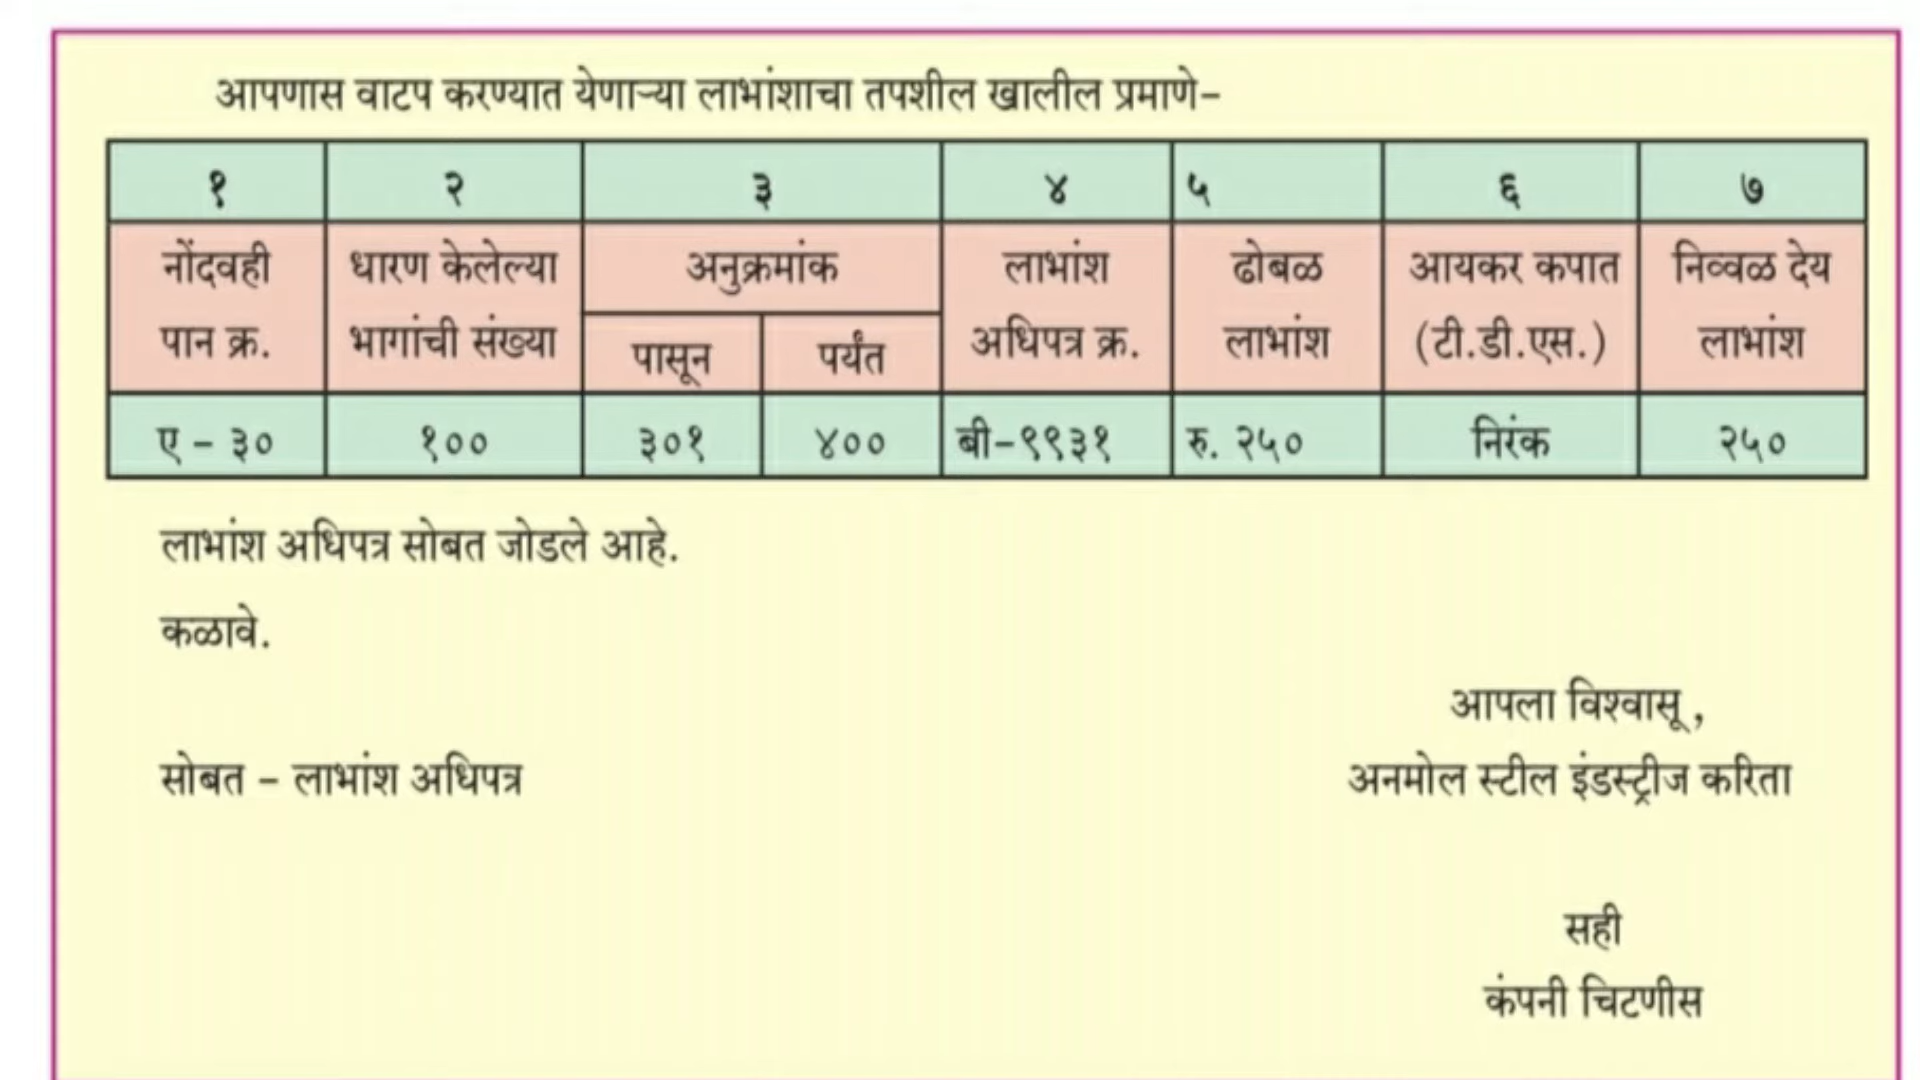 आपणास वाटप करण्यात येणाऱ्या लाभांशाचा तपशील खालील प्रमाणे–
१ २ ३ ४ ५ ६ ७
नोंदवही पान क्र. धारण केलेल्या भागांची संख्या अनुक्रमांक पासून पर्यंत लाभांश अधिपत्र क्र. ढोबळ लाभांश आयकर कपात (टी.डी.एस.) निव्वळ देय लाभांश
ए – ३० १०० ३०१ ४०० बी–९९३१ रु. २५० निरंक २५०
लाभांश अधिपत्र सोबत जोडले आहे.
कळावे.
आपला विश्वासू ,
सोबत – लाभांश अधिपत्र
अनमोल स्टील इंडस्ट्रीज करिता
सही
कंपनी चिटणीस